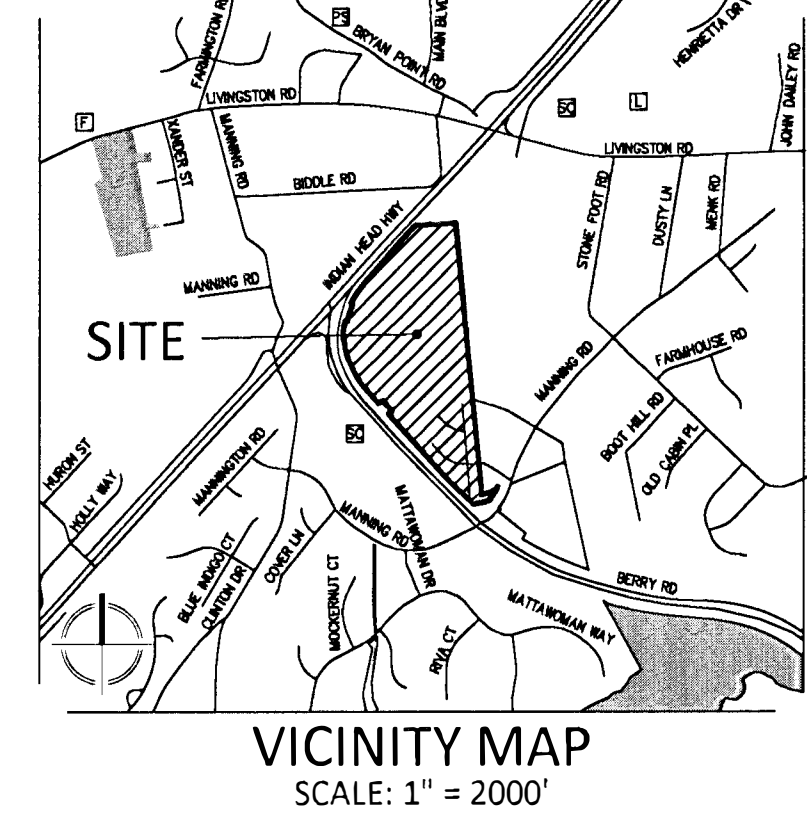 FARMINGTON RD
PS
MAIN BLVD
BRYAN POINT RD
HENRIETTA DR
JOHN DAILEY RD
LIVINGSTON RD
F
SC
L
XANDER ST
MANNING RD
BIDDLE RD
LIVINGSTON RD
STONE FOOT RD
DUSTY LN
MENK RD
INDIAN HEAD HWY
MANNING RD
SITE
MANNING RD
FARMHOUSE RD
BOOT HILL RD
OLD CABIN PL
SC
HURON ST
HOLLY WAY
MANNINGTON RD
MANNING RD
MATTAWOMAN DR
BLUE INDIGO CT
CLINTON DR
COVER LN
MOCKERNUT CT
RIVA CT
MATTAWOMAN WAY
BERRY RD
VICINITY MAP
SCALE: 1" = 2000'